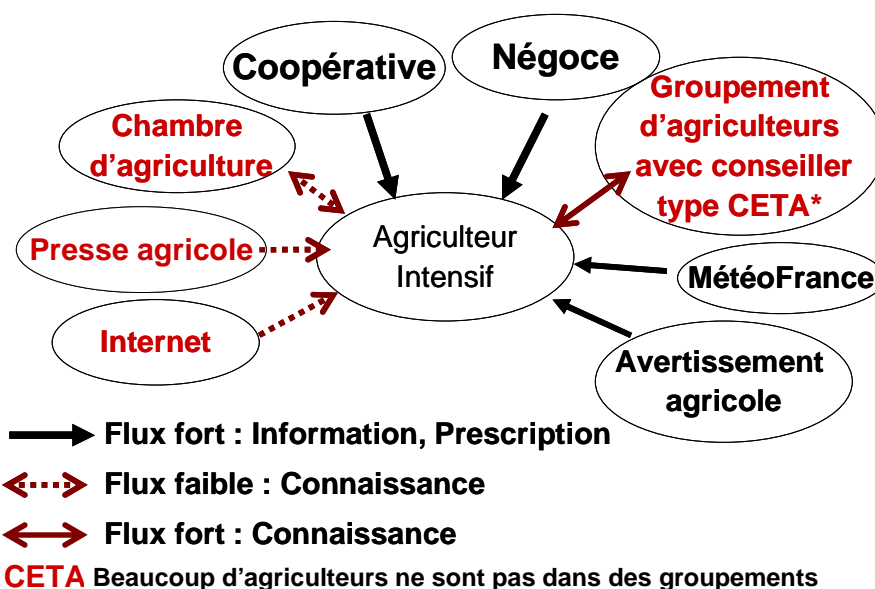 Coopérative
Négoce
Groupement
d'agriculteurs
avec conseiller
type CETA*
Chambre
d'agriculture
Presse agricole
Internet
Agriculteur
Intensif
MétéoFrance
Avertissement
agricole
Flux fort : Information, Prescription
Flux faible : Connaissance
Flux fort : Connaissance
CETA Beaucoup d'agriculteurs ne sont pas dans des groupements